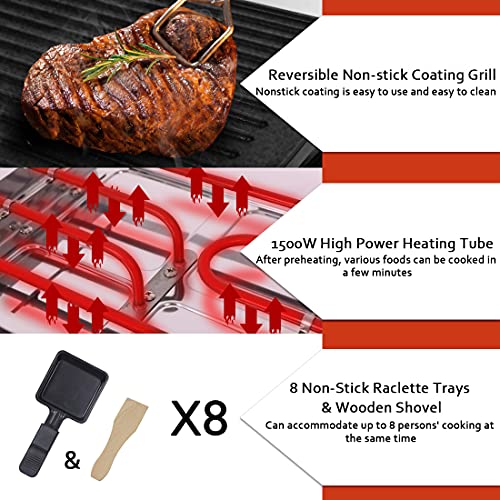 Reversible Non-stick Coating Grill
Nonstick coating is easy to use and easy to clean
1500W High Power Heating Tube
After preheating, various foods can be cooked in
a few minutes
&
X8
8 Non-Stick Raclette Trays
& Wooden Shovel
Can accommodate up to 8 persons' cooking at
the same time